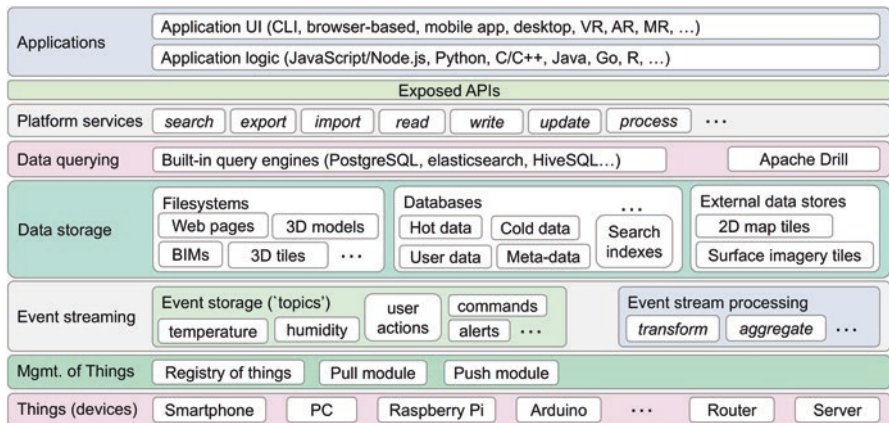 Applications
Application UI (CLI, browser-based, mobile app, desktop, VR, AR, MR, …)
Application logic (JavaScript/Node.js, Python, C/C++, Java, Go, R, …)
Exposed APIs
Platform services search export import read write update process …
Data querying Built-in query engines (PostgreSQL, elasticsearch, HiveSQL…) Apache Drill
Data storage
Filesystems
Web pages 3D models
BIMs 3D tiles …
Databases …
Hot data Cold data Search indexes
User data Meta-data
External data stores
2D map tiles
Surface imagery tiles
Event streaming
Event storage (`topics’)
temperature humidity
user
actions
commands
alerts …
Event stream processing
transform aggregate …
Mgmt. of Things Registry of things Pull module Push module
Things (devices) Smartphone PC Raspberry Pi Arduino … Router Server